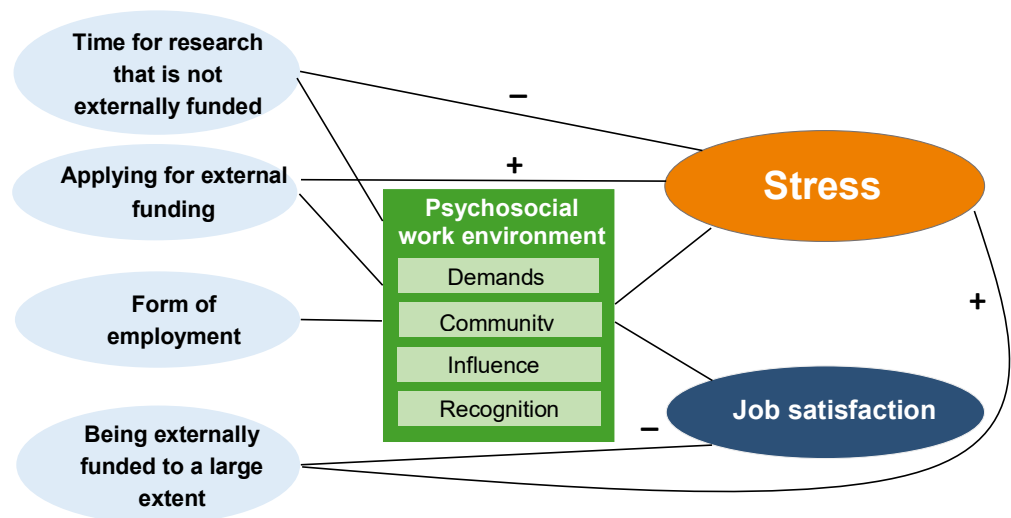 Time for research
that is not
externally funded
–
+
Applying for external
funding
Stress
Psychosocial
work environment
Demands
Community
Influence
Recognition
Form of
employment
+
Job satisfaction
–
Being externally
funded to a large
extent